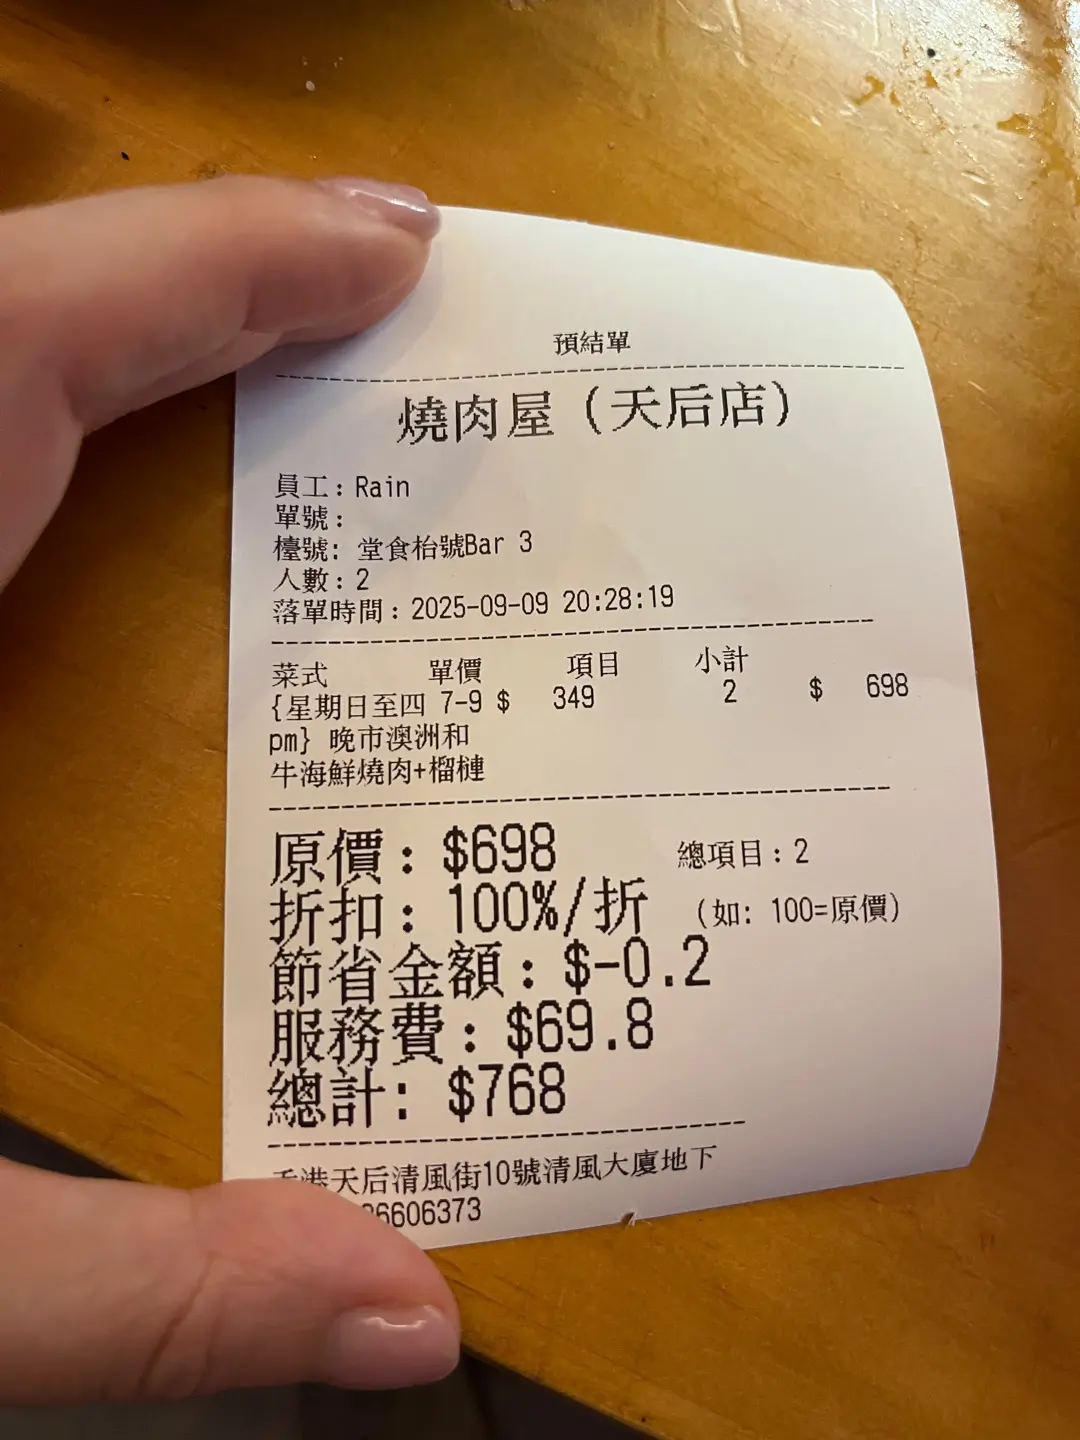 預結單
燒肉屋（天后店）
員工：Rain
單號：
檯號: 堂食枱號Bar 3
人數：2
落單時間：2025-09-09 20:28:19
菜式 單價 項目 小計
{星期日至四 7-9 $ 349 2 $ 698
pm} 晚市澳洲和
牛海鮮燒肉+榴槤
原價：$698 總項目：2
折扣：100%/折 （如: 100=原價）
節省金額：$-0.2
服務費：$69.8
總計: $768
香港天后清風街10號清風大廈地下
6606373